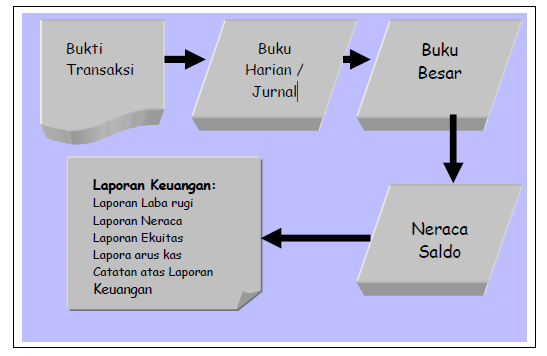 Bukti
Transaksi
Buku
Harian /
Jurnal
Buku
Besar
Neraca
Saldo
Laporan Keuangan:
Laporan Laba rugi
Laporan Neraca
Laporan Ekuitas
Lapora arus kas
Catatan atas Laporan
Keuangan